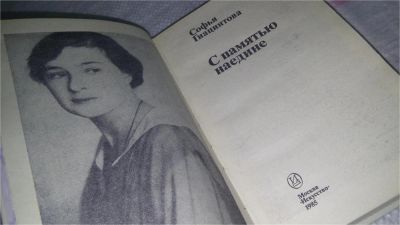 Софья
Гиацинтова
С памятью
наедине
Москва
«Искусство»
1985